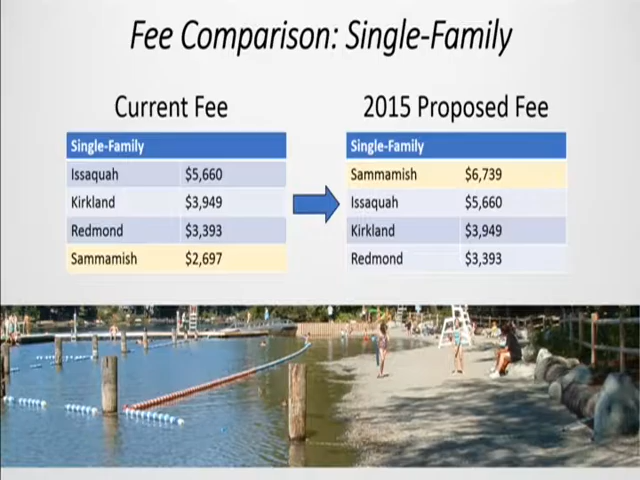 Fee Comparison: Single-Family
Current Fee
Single-Family
Issaquah $5,660
Kirkland $3,949
Redmond $3,393
Sammamish $2,697
2015 Proposed Fee
Single-Family
Sammamish $6,739
Issaquah $5,660
Kirkland $3,949
Redmond $3,393